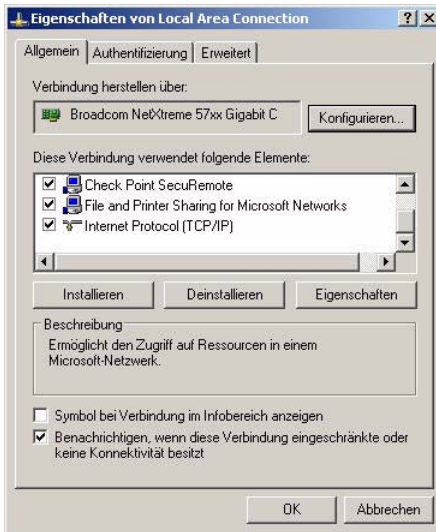 Eigenschaften von Local Area Connection
Allgemein Authentifizierung Erweitert
Verbindung herstellen über:
Broadcom NetXtreme 57xx Gigabit C
Konfigurieren...
Diese Verbindung verwendet folgende Elemente:
Check Point SecuRemote
File and Printer Sharing for Microsoft Networks
Internet Protocol (TCP/IP)
Installieren Deinstallieren Eigenschaften
Beschreibung
Ermöglicht den Zugriff auf Ressourcen in einem
Microsoft-Netzwerk.
Symbol bei Verbindung im Infobereich anzeigen
Benachrichtigen, wenn diese Verbindung eingeschränkte oder
keine Konnektivität besitzt
OK Abbrechen